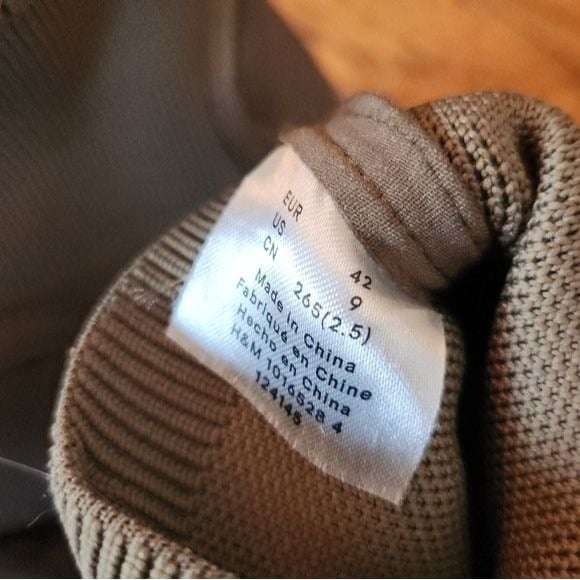 EUR 42
US 9
CN 265(2.5)
Made in China
Fabriqué en Chine
Hecho en China
H&M 1016528 4
124145